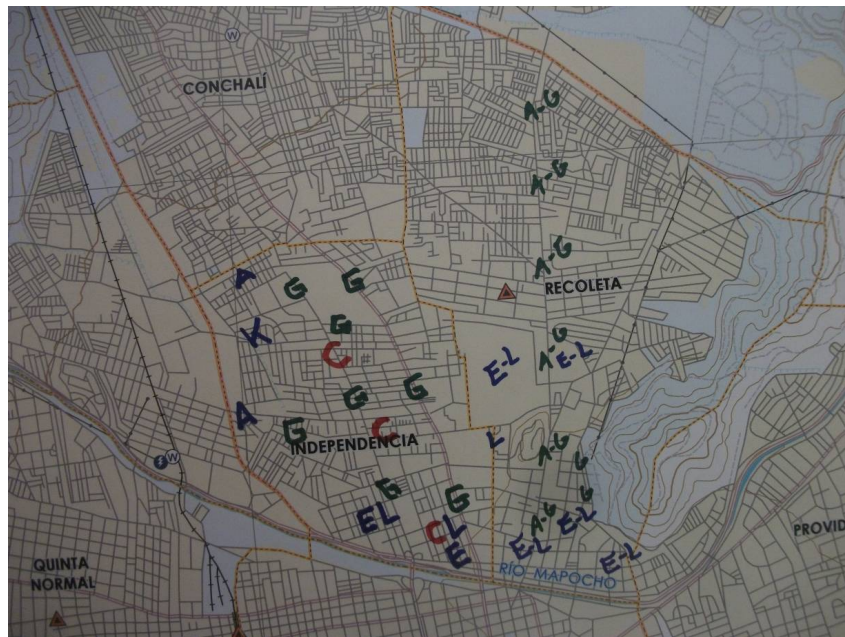 W
CONCHALÍ
A-G
A-G
A-G
A
G
G
RECOLETA
K
G
C
#
A-G
E-L
E-L
G
G
A
G
C
INDEPENDENCIA
L
A-G
G
W
G
G
G
EL
C L
E
A-G
E-L
E-L
E-L
PROVID
QUINTA
NORMAL
RÍO MAPOCHO